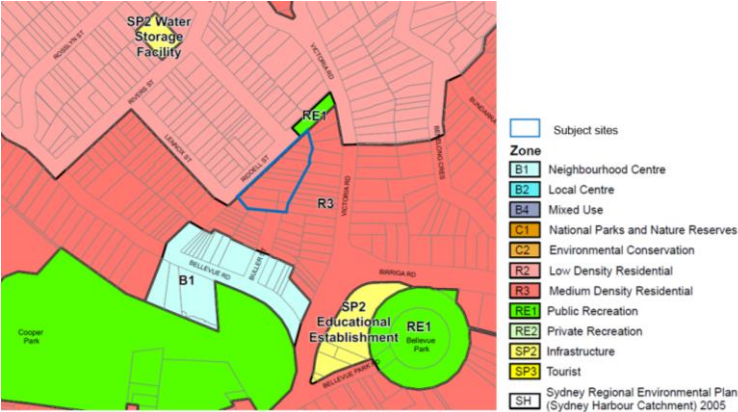 SP2 Water
Storage
Facility
ROSSLYN ST
VICTORIA RD
RIVERS ST
RE1
BUNDARRA
LENNOX ST
RIDDELL ST
R3
VICTORIA RD
BELLEVUE RD
B1
BIRRIGA RD
SP2
Educational
Establishment
RE1
Bellevue
Park
Cooper
Park
BELLEVUE PARK RD
Subject sites
Zone
B1 Neighbourhood Centre
B2 Local Centre
B4 Mixed Use
C1 National Parks and Nature Reserves
C2 Environmental Conservation
R2 Low Density Residential
R3 Medium Density Residential
RE1 Public Recreation
RE2 Private Recreation
SP2 Infrastructure
SP3 Tourist
SH Sydney Regional Environmental Plan
(Sydney Harbour Catchment) 2005